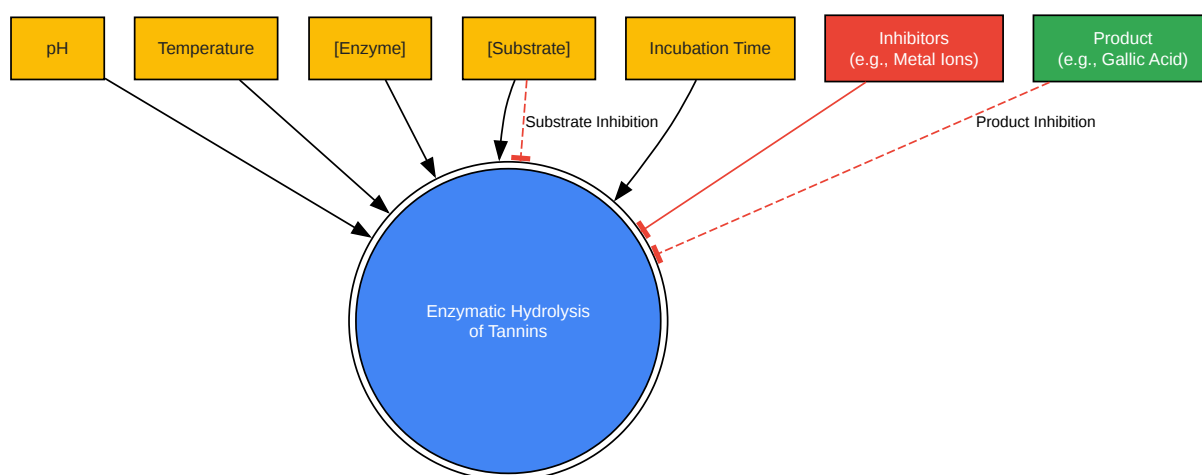 pH
Temperature
[Enzyme]
[Substrate]
Incubation Time
Inhibitors
(e.g., Metal Ions)
Product
(e.g., Gallic Acid)
Substrate Inhibition
Product Inhibition
Enzymatic Hydrolysis
of Tannins